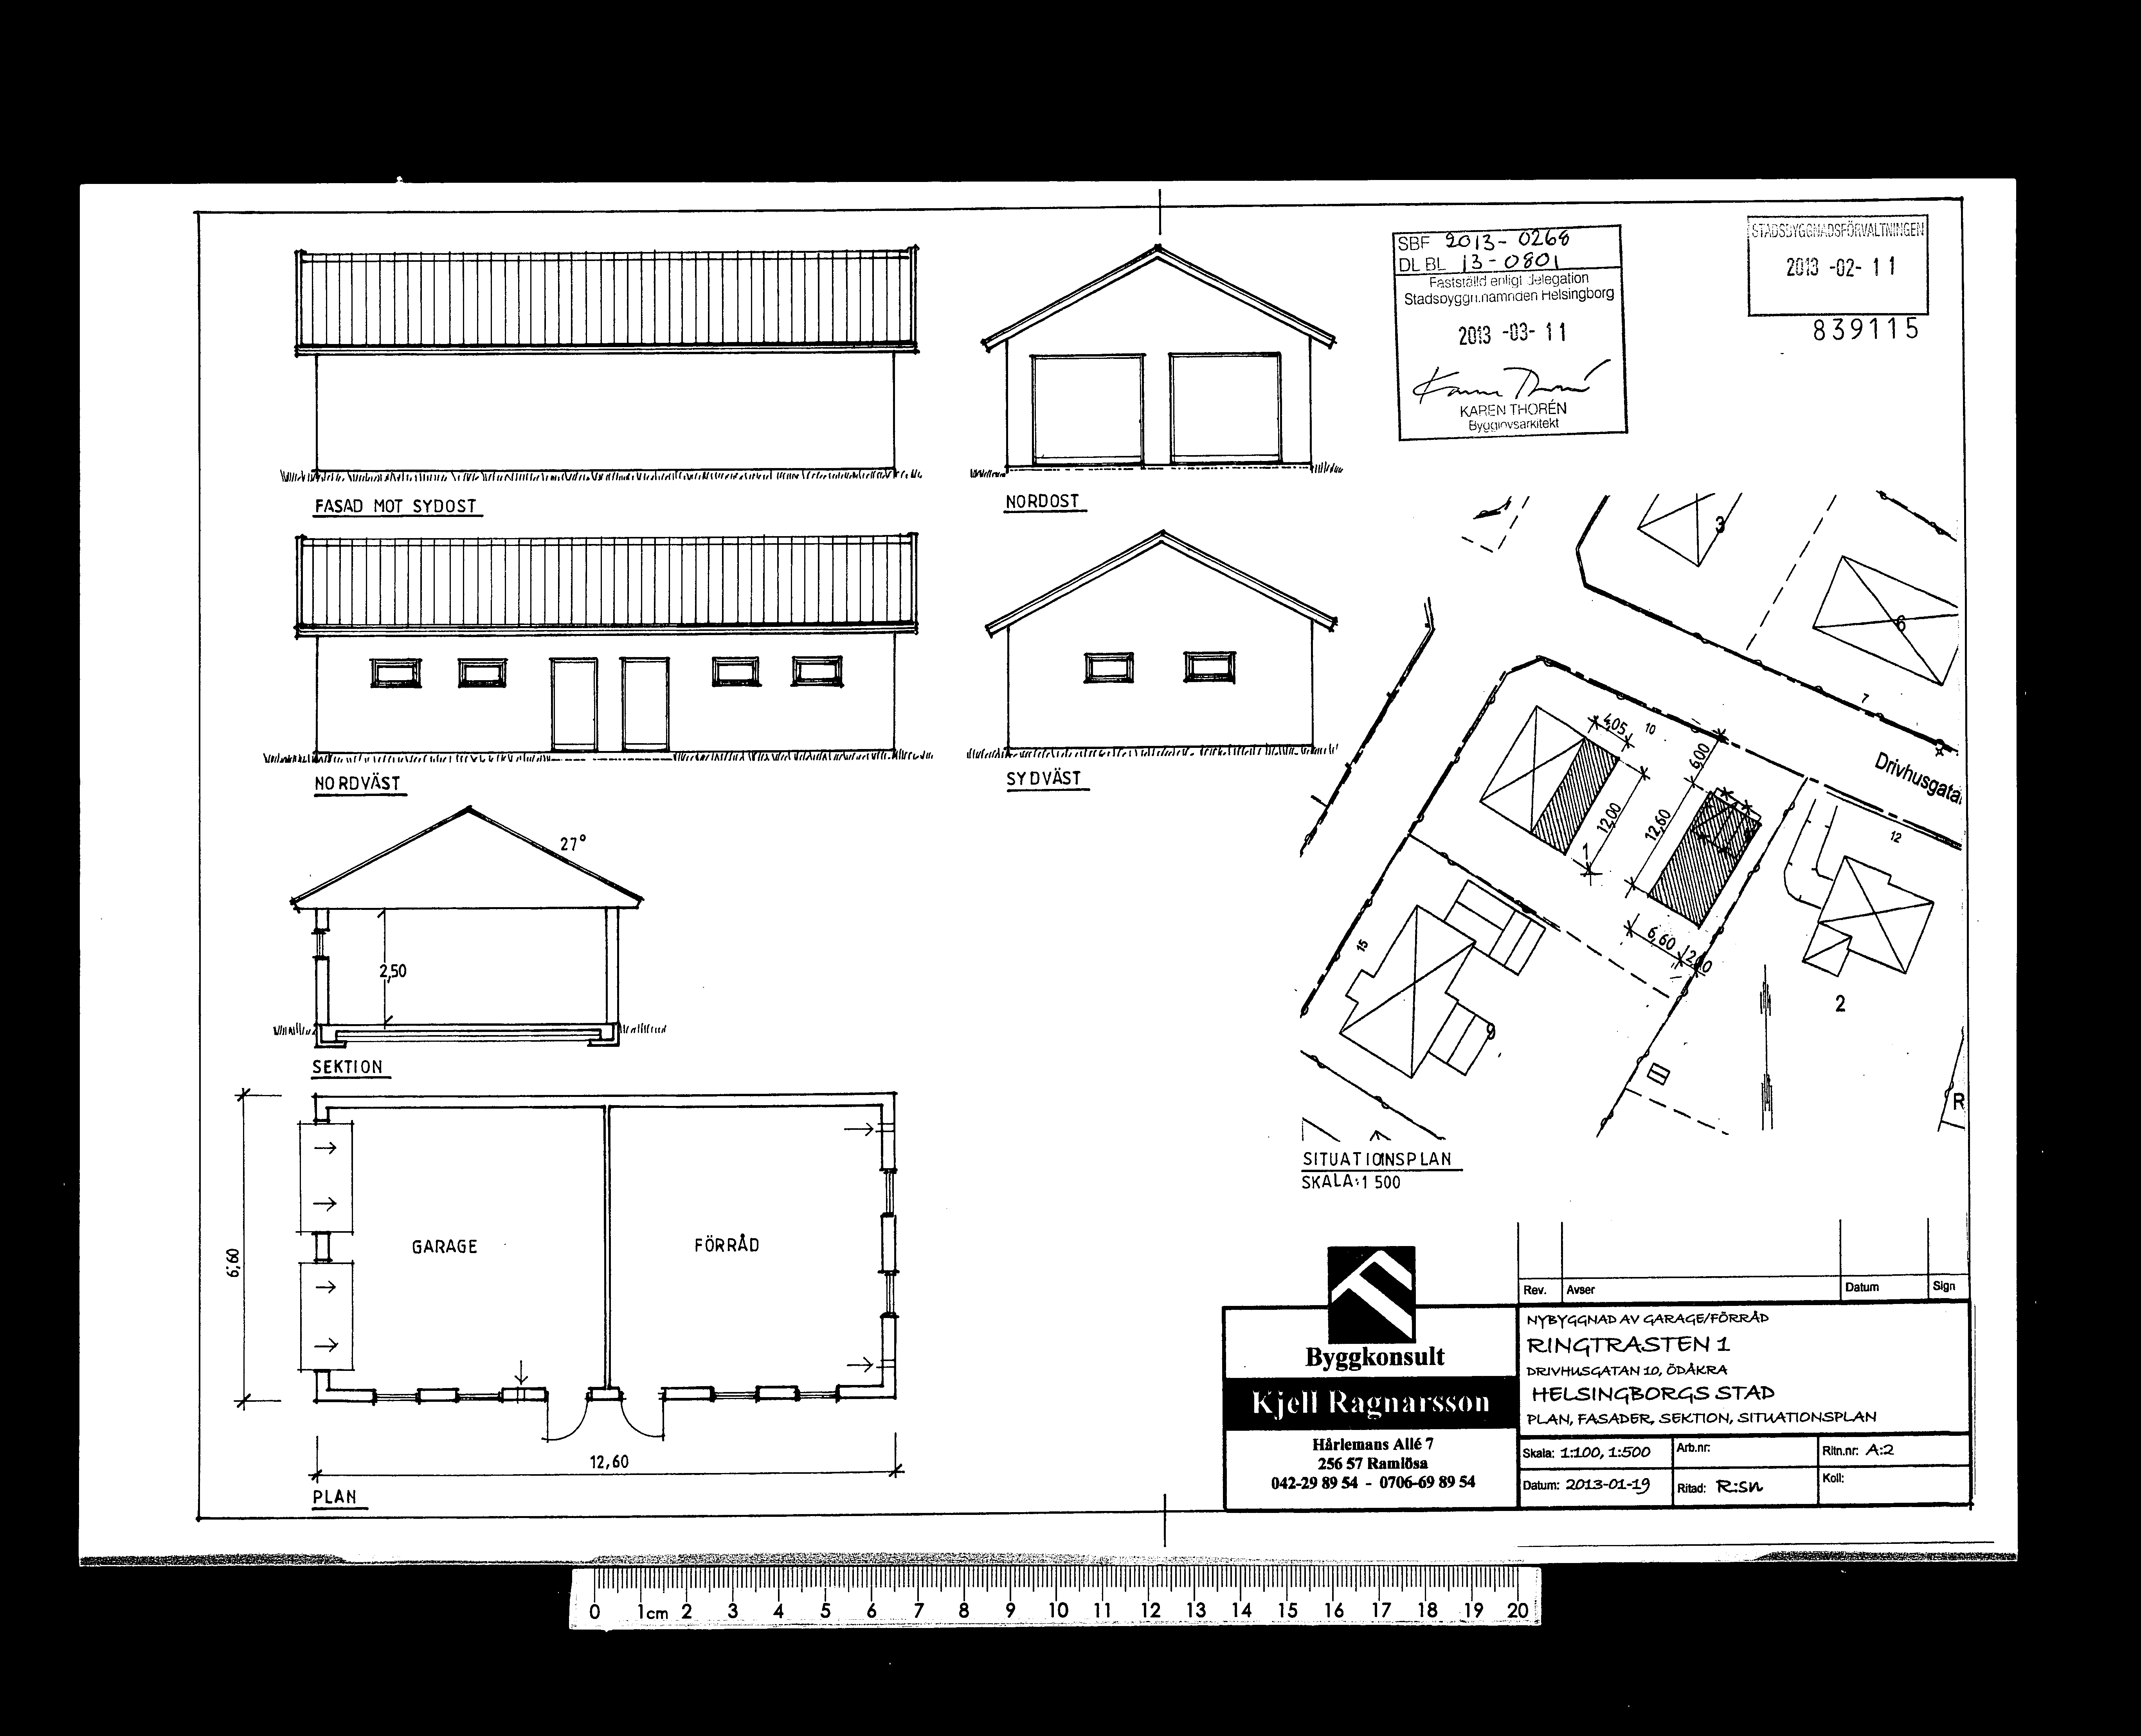 SBF 2013-0268
DL BL 13-0801
Fastställd enligt delegation
Stadsbyggn.nämnden Helsingborg
2013 -03- 11
KAREN THORÉN
Bygglovsarkitekt
STADSBYGGNADSFÖRVALTNINGEN
2013 -02- 11
839115
FASAD MOT SYDOST
NORDOST
NORDVÄST
SYDVÄST
27°
2,50
SEKTION
6,60
GARAGE
FÖRRÅD
12,60
PLAN
3
6
7
4,05
10
6,00
Drivhusgata
12,00
12,60
1
12
6,60
2
15
9
R
SITUATIONSPLAN
SKALA:1 500
Rev.
Avser
Datum
Sign
Byggkonsult
Kjell Ragnarsson
Hårlemans Allé 7
256 57 Ramlösa
042-29 89 54 - 0706-69 89 54
NYBYGGNAD AV GARAGE/FÖRRÅD
RINGTRASTEN 1
DRIVHUSGATAN 10, ÖDÅKRA
HELSINGBORGS STAD
PLAN, FASADER, SEKTION, SITUATIONSPLAN
Skala: 1:100, 1:500
Arb.nr:
Ritn.nr: A:2
Datum: 2013-01-19
Ritad: R:sn
Koll:
0 1cm 2 3 4 5 6 7 8 9 10 11 12 13 14 15 16 17 18 19 20